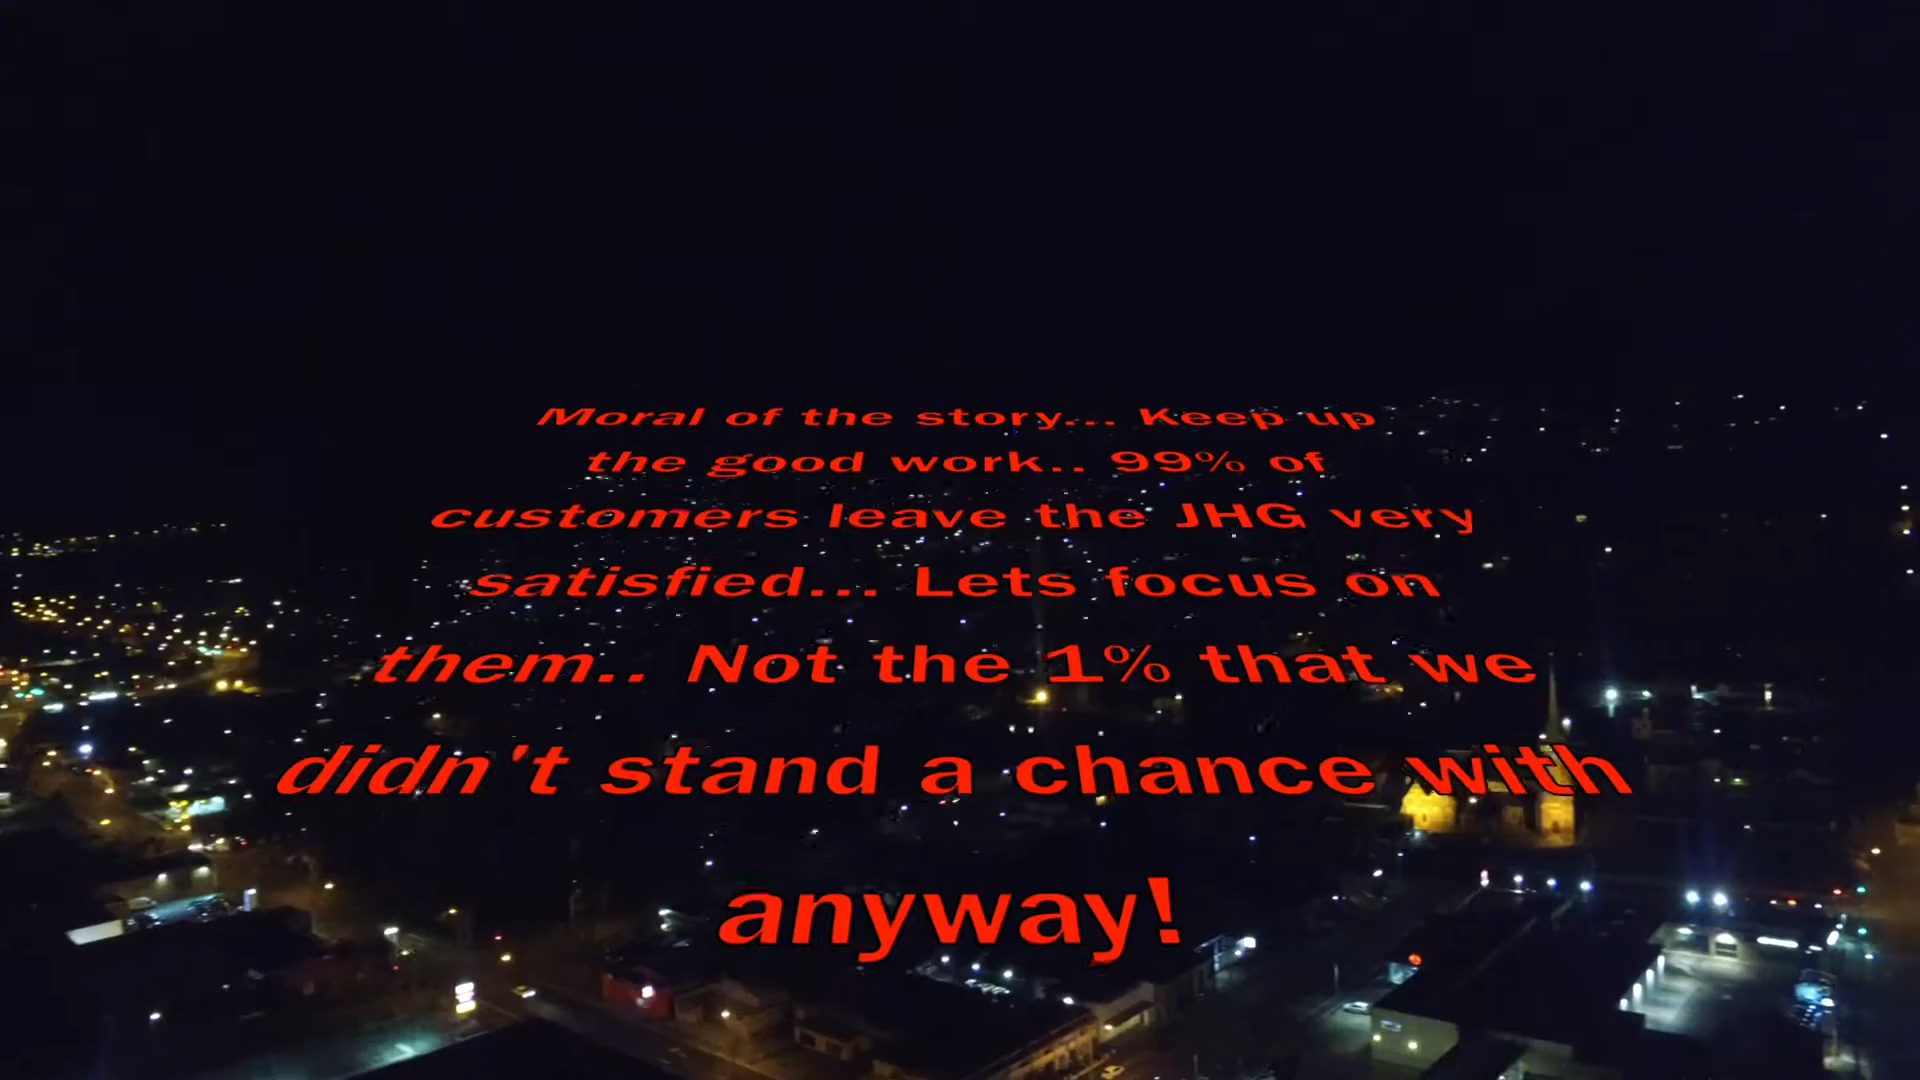 Moral of the story... Keep up
the good work.. 99% of
customers leave the JHG very
satisfied... Lets focus on
them.. Not the 1% that we
didn't stand a chance with
anyway!